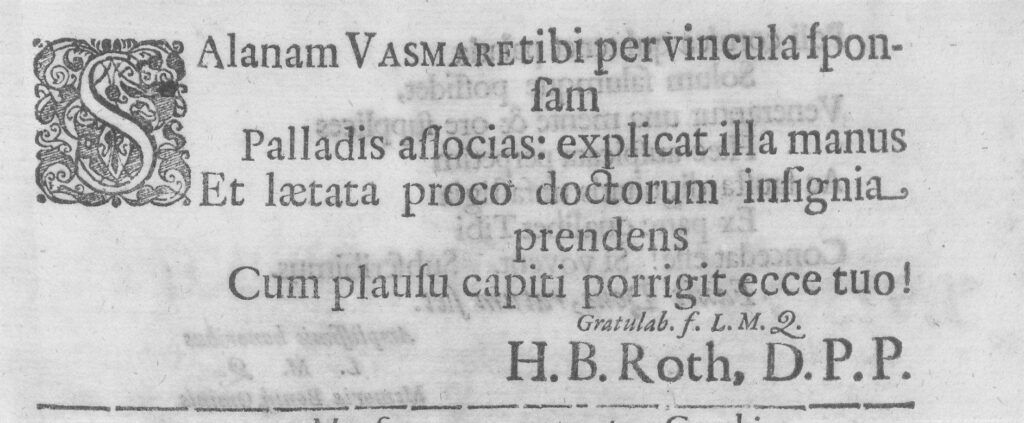 SAlanam VASMARE tibi per vincula ſpon-
ſam
Palladis aſſocias: explicat illa manus
Et lætata proco doctorum inſignia
prendens
Cum plauſu capiti porrigit ecce tuo!
Gratulab. ſ. L. M. Q.
H. B. Roth, D. P. P.